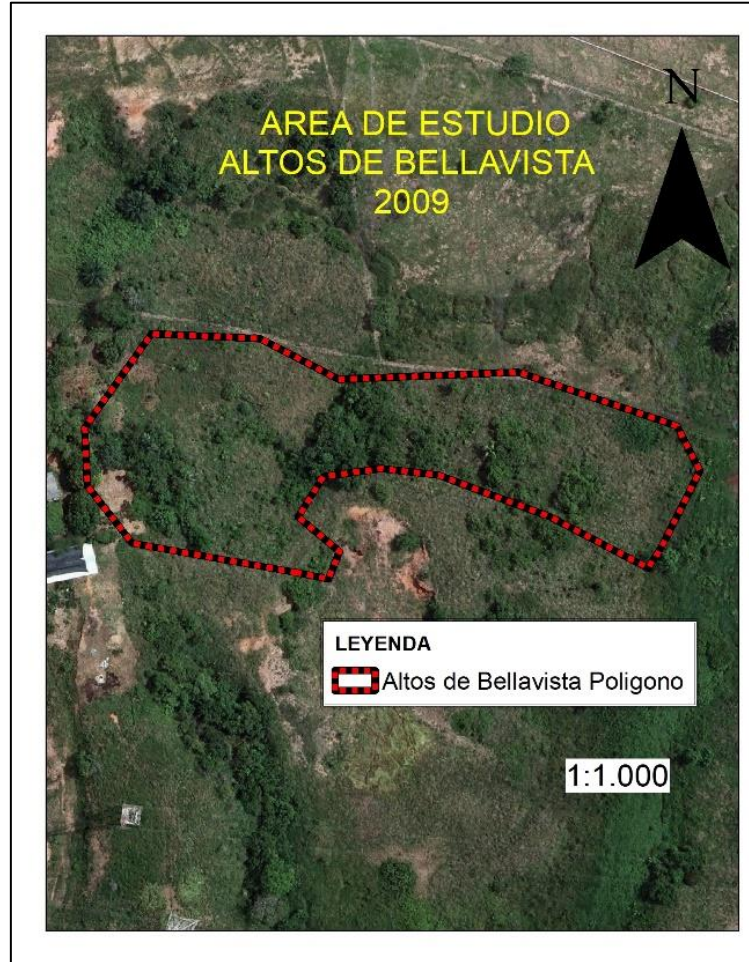 N
AREA DE ESTUDIO
ALTOS DE BELLAVISTA
2009
LEYENDA
Altos de Bellavista Poligono
1:1.000